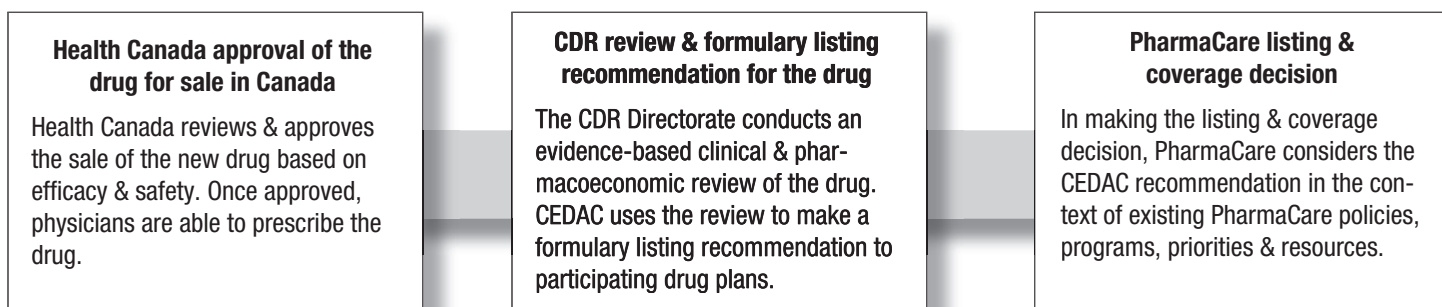 Health Canada approval of the
drug for sale in Canada
Health Canada reviews & approves
the sale of the new drug based on
efficacy & safety. Once approved,
physicians are able to prescribe the
drug.
CDR review & formulary listing
recommendation for the drug
The CDR Directorate conducts an
evidence-based clinical & phar-
macoeconomic review of the drug.
CEDAC uses the review to make a
formulary listing recommendation to
participating drug plans.
PharmaCare listing &
coverage decision
In making the listing & coverage
decision, PharmaCare considers the
CEDAC recommendation in the con-
text of existing PharmaCare policies,
programs, priorities & resources.